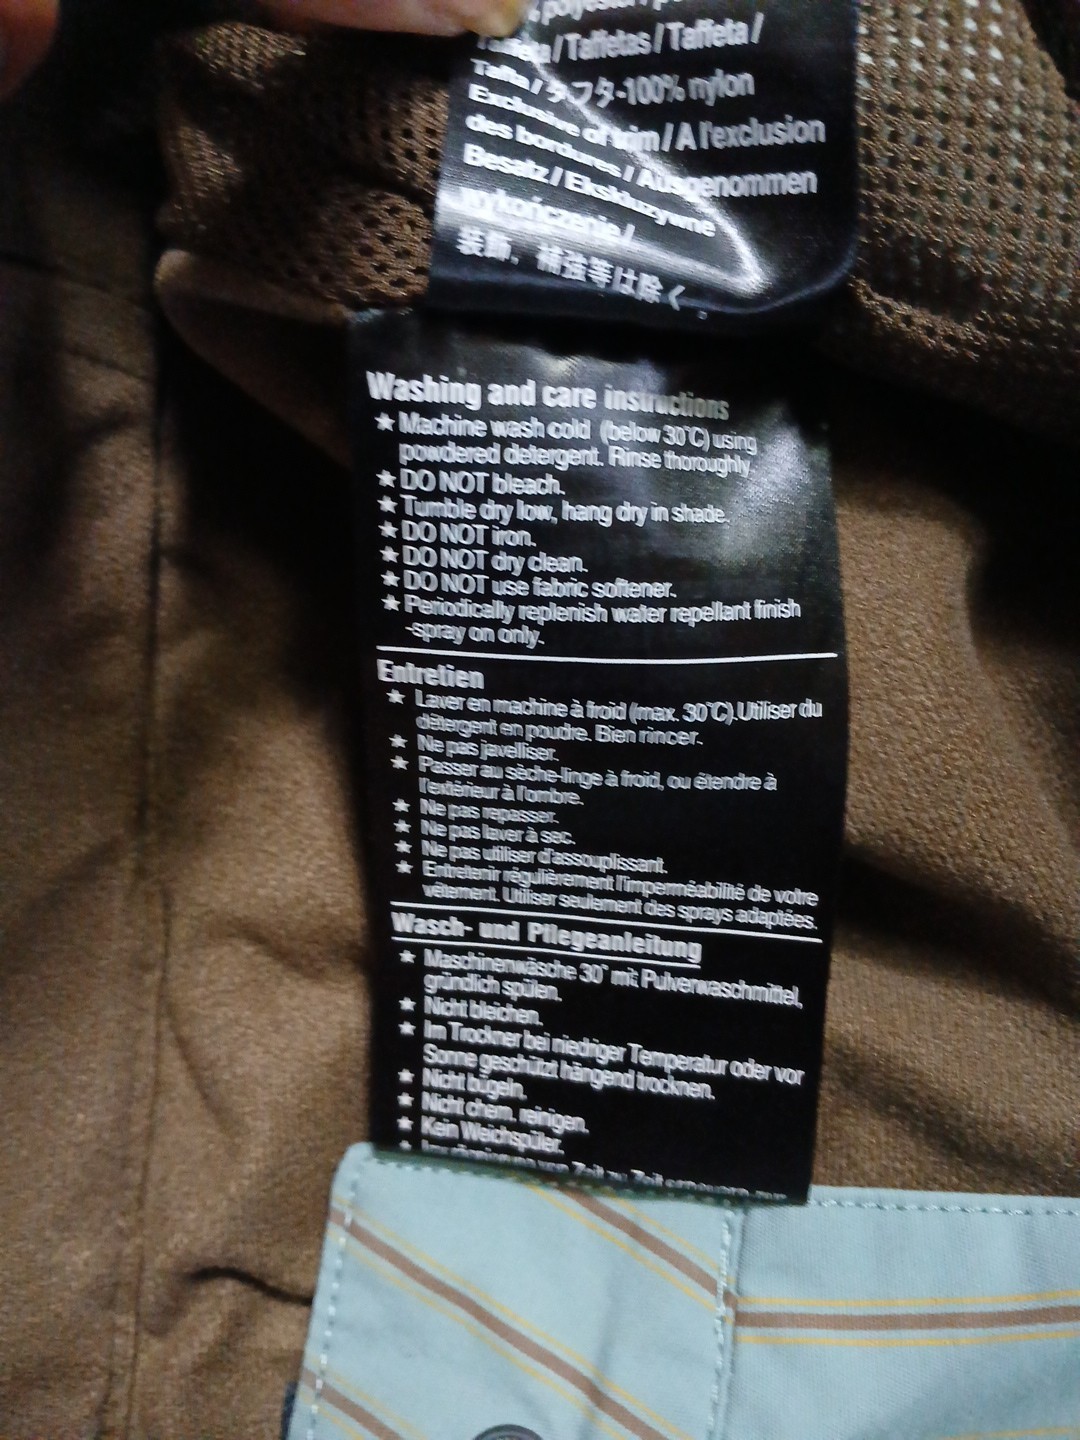 Taffeta / Taffetas / Taffeta /
Tafta / タフタ-100% nylon
Exclusive of trim / A l'exclusion
des bordures / Ausgenommen
Besatz / Ekskluzywne
wykończenie /
装飾，補強等は除く。
Washing and care instructions
★ Machine wash cold (below 30°C) using
powdered detergent. Rinse thoroughly.
★ DO NOT bleach.
★ Tumble dry low, hang dry in shade.
★ DO NOT iron.
★ DO NOT dry clean.
★ DO NOT use fabric softener.
★ Periodically replenish water repellant finish
-spray on only.
Entretien
★ Laver en machine à froid (max. 30°C).Utiliser du
détergent en poudre. Bien rincer.
★ Ne pas javelliser.
★ Passer au sèche-linge à froid, ou étendre à
l'extérieur à l'ombre.
★ Ne pas repasser.
★ Ne pas laver à sec.
★ Ne pas utiliser d'assouplissant.
★ Entretenir régulièrement l'imperméabilité de votre
vêtement. Utiliser seulement des sprays adaptées.
Wasch- und Pflegeanleitung
★ Maschinenwäsche 30° mit Pulverwaschmittel,
gründlich spülen.
★ Nicht bleichen.
★ Im Trockner bei niedriger Temperatur oder vor
Sonne geschützt hängend trocknen.
★ Nicht bügeln.
★ Nicht chem. reinigen.
★ Kein Weichspüler.